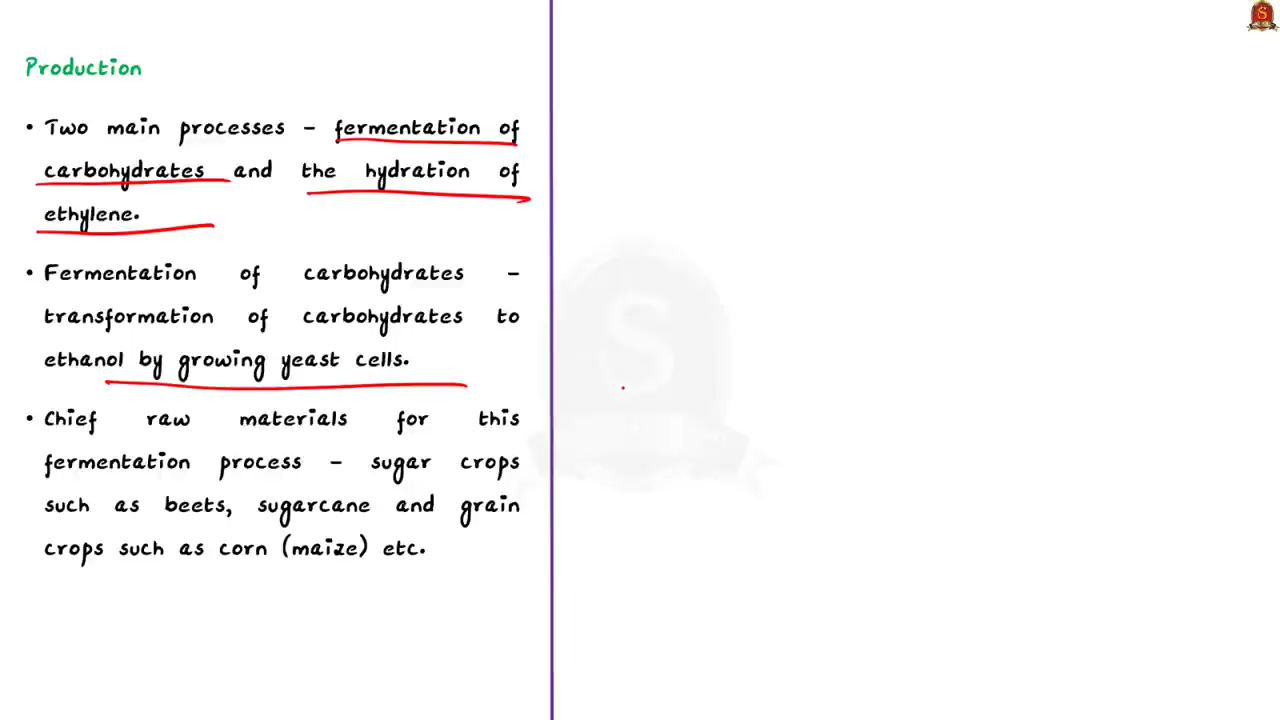 Production
• Two main processes – fermentation of
carbohydrates and the hydration of
ethylene.
• Fermentation of carbohydrates –
transformation of carbohydrates to
ethanol by growing yeast cells.
• Chief raw materials for this
fermentation process – sugar crops
such as beets, sugarcane and grain
crops such as corn (maize) etc.
S
S